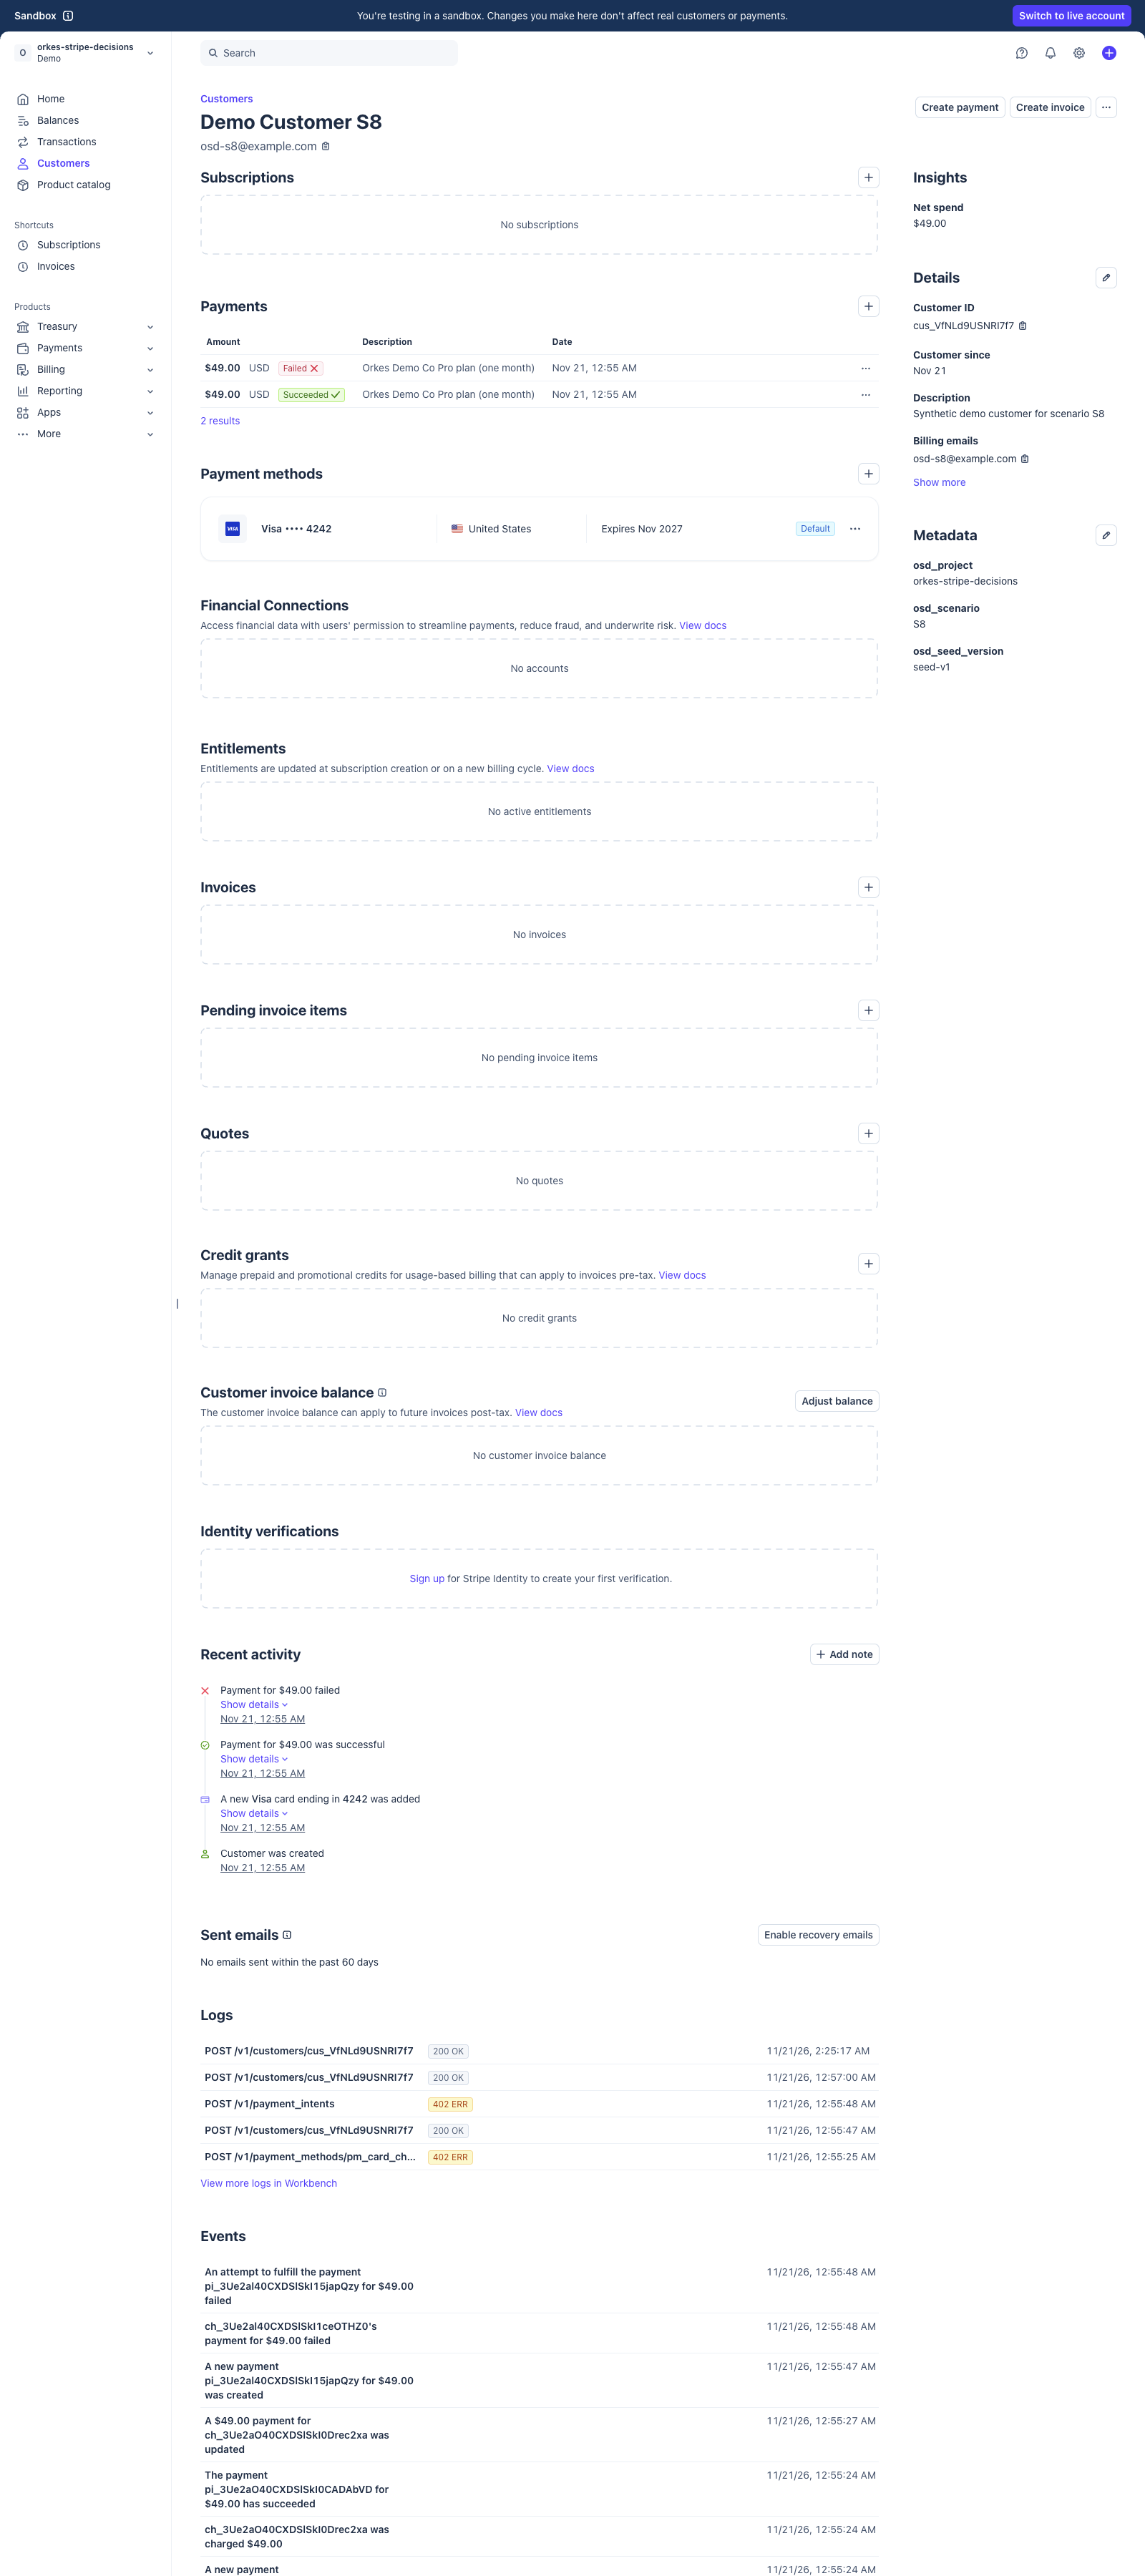 Sandbox
You're testing in a sandbox. Changes you make here don't affect real customers or payments.
Switch to live account
O
orkes-stripe-decisions
Demo
Search
Home
Balances
Transactions
Customers
Product catalog
Shortcuts
Subscriptions
Invoices
Products
Treasury
Payments
Billing
Reporting
Apps
More
Customers
Demo Customer S8
osd-s8@example.com
Create payment
Create invoice
Subscriptions
No subscriptions
Payments
Amount Description Date
$49.00 USD Failed Orkes Demo Co Pro plan (one month) Nov 21, 12:55 AM
$49.00 USD Succeeded Orkes Demo Co Pro plan (one month) Nov 21, 12:55 AM
2 results
Payment methods
VISA Visa •••• 4242 United States Expires Nov 2027 Default
Financial Connections
Access financial data with users' permission to streamline payments, reduce fraud, and underwrite risk. View docs
No accounts
Entitlements
Entitlements are updated at subscription creation or on a new billing cycle. View docs
No active entitlements
Invoices
No invoices
Pending invoice items
No pending invoice items
Quotes
No quotes
Credit grants
Manage prepaid and promotional credits for usage-based billing that can apply to invoices pre-tax. View docs
No credit grants
Customer invoice balance
Adjust balance
The customer invoice balance can apply to future invoices post-tax. View docs
No customer invoice balance
Identity verifications
Sign up for Stripe Identity to create your first verification.
Recent activity
Add note
Payment for $49.00 failed
Show details
Nov 21, 12:55 AM
Payment for $49.00 was successful
Show details
Nov 21, 12:55 AM
A new Visa card ending in 4242 was added
Show details
Nov 21, 12:55 AM
Customer was created
Nov 21, 12:55 AM
Sent emails
Enable recovery emails
No emails sent within the past 60 days
Logs
POST /v1/customers/cus_VfNLd9USNRI7f7 200 OK 11/21/26, 2:25:17 AM
POST /v1/customers/cus_VfNLd9USNRI7f7 200 OK 11/21/26, 12:57:00 AM
POST /v1/payment_intents 402 ERR 11/21/26, 12:55:48 AM
POST /v1/customers/cus_VfNLd9USNRI7f7 200 OK 11/21/26, 12:55:47 AM
POST /v1/payment_methods/pm_card_ch... 402 ERR 11/21/26, 12:55:25 AM
View more logs in Workbench
Events
An attempt to fulfill the payment 11/21/26, 12:55:48 AM
pi_3Ue2al40CXDSlSkI15japQzy for $49.00
failed
ch_3Ue2al40CXDSlSkI1ceOTHZ0's 11/21/26, 12:55:48 AM
payment for $49.00 failed
A new payment 11/21/26, 12:55:47 AM
pi_3Ue2al40CXDSlSkI15japQzy for $49.00
was created
A $49.00 payment for 11/21/26, 12:55:27 AM
ch_3Ue2aO40CXDSlSkI0Drec2xa was
updated
The payment 11/21/26, 12:55:24 AM
pi_3Ue2aO40CXDSlSkI0CADAbVD for
$49.00 has succeeded
ch_3Ue2aO40CXDSlSkI0Drec2xa was 11/21/26, 12:55:24 AM
charged $49.00
A new payment 11/21/26, 12:55:24 AM
Insights
Net spend
$49.00
Details
Customer ID
cus_VfNLd9USNRI7f7
Customer since
Nov 21
Description
Synthetic demo customer for scenario S8
Billing emails
osd-s8@example.com
Show more
Metadata
osd_project
orkes-stripe-decisions
osd_scenario
S8
osd_seed_version
seed-v1